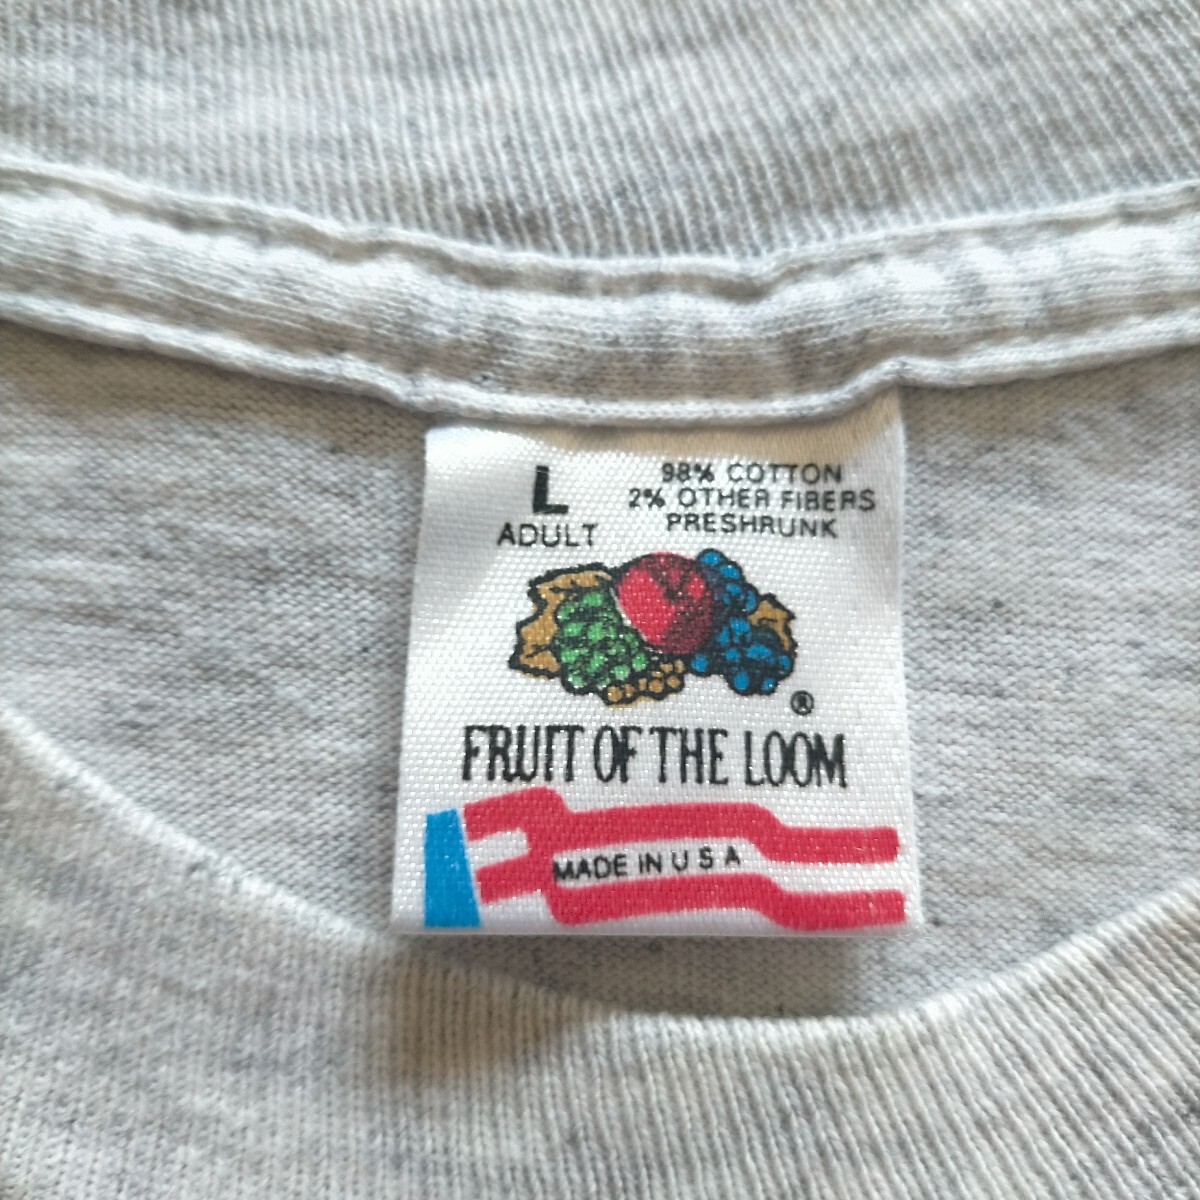 L
ADULT
98% COTTON
2% OTHER FIBERS
PRESHRUNK
®
FRUIT OF THE LOOM
MADE IN U S A